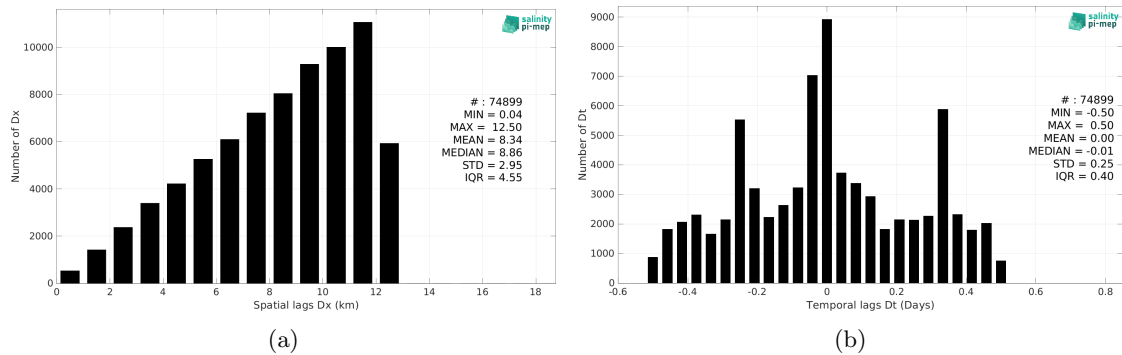 salinity
pi-mep
10000
8000
6000
4000
2000
0
Number of Dx
# : 74899
MIN = 0.04
MAX = 12.50
MEAN = 8.34
MEDIAN = 8.86
STD = 2.95
IQR = 4.55
0 2 4 6 8 10 12 14 16 18
Spatial lags Dx (km)
(a)
salinity
pi-mep
9000
8000
7000
6000
5000
4000
3000
2000
1000
0
Number of Dt
# : 74899
MIN = -0.50
MAX = 0.50
MEAN = 0.00
MEDIAN = -0.01
STD = 0.25
IQR = 0.40
-0.6 -0.4 -0.2 0 0.2 0.4 0.6 0.8
Temporal lags Dt (Days)
(b)